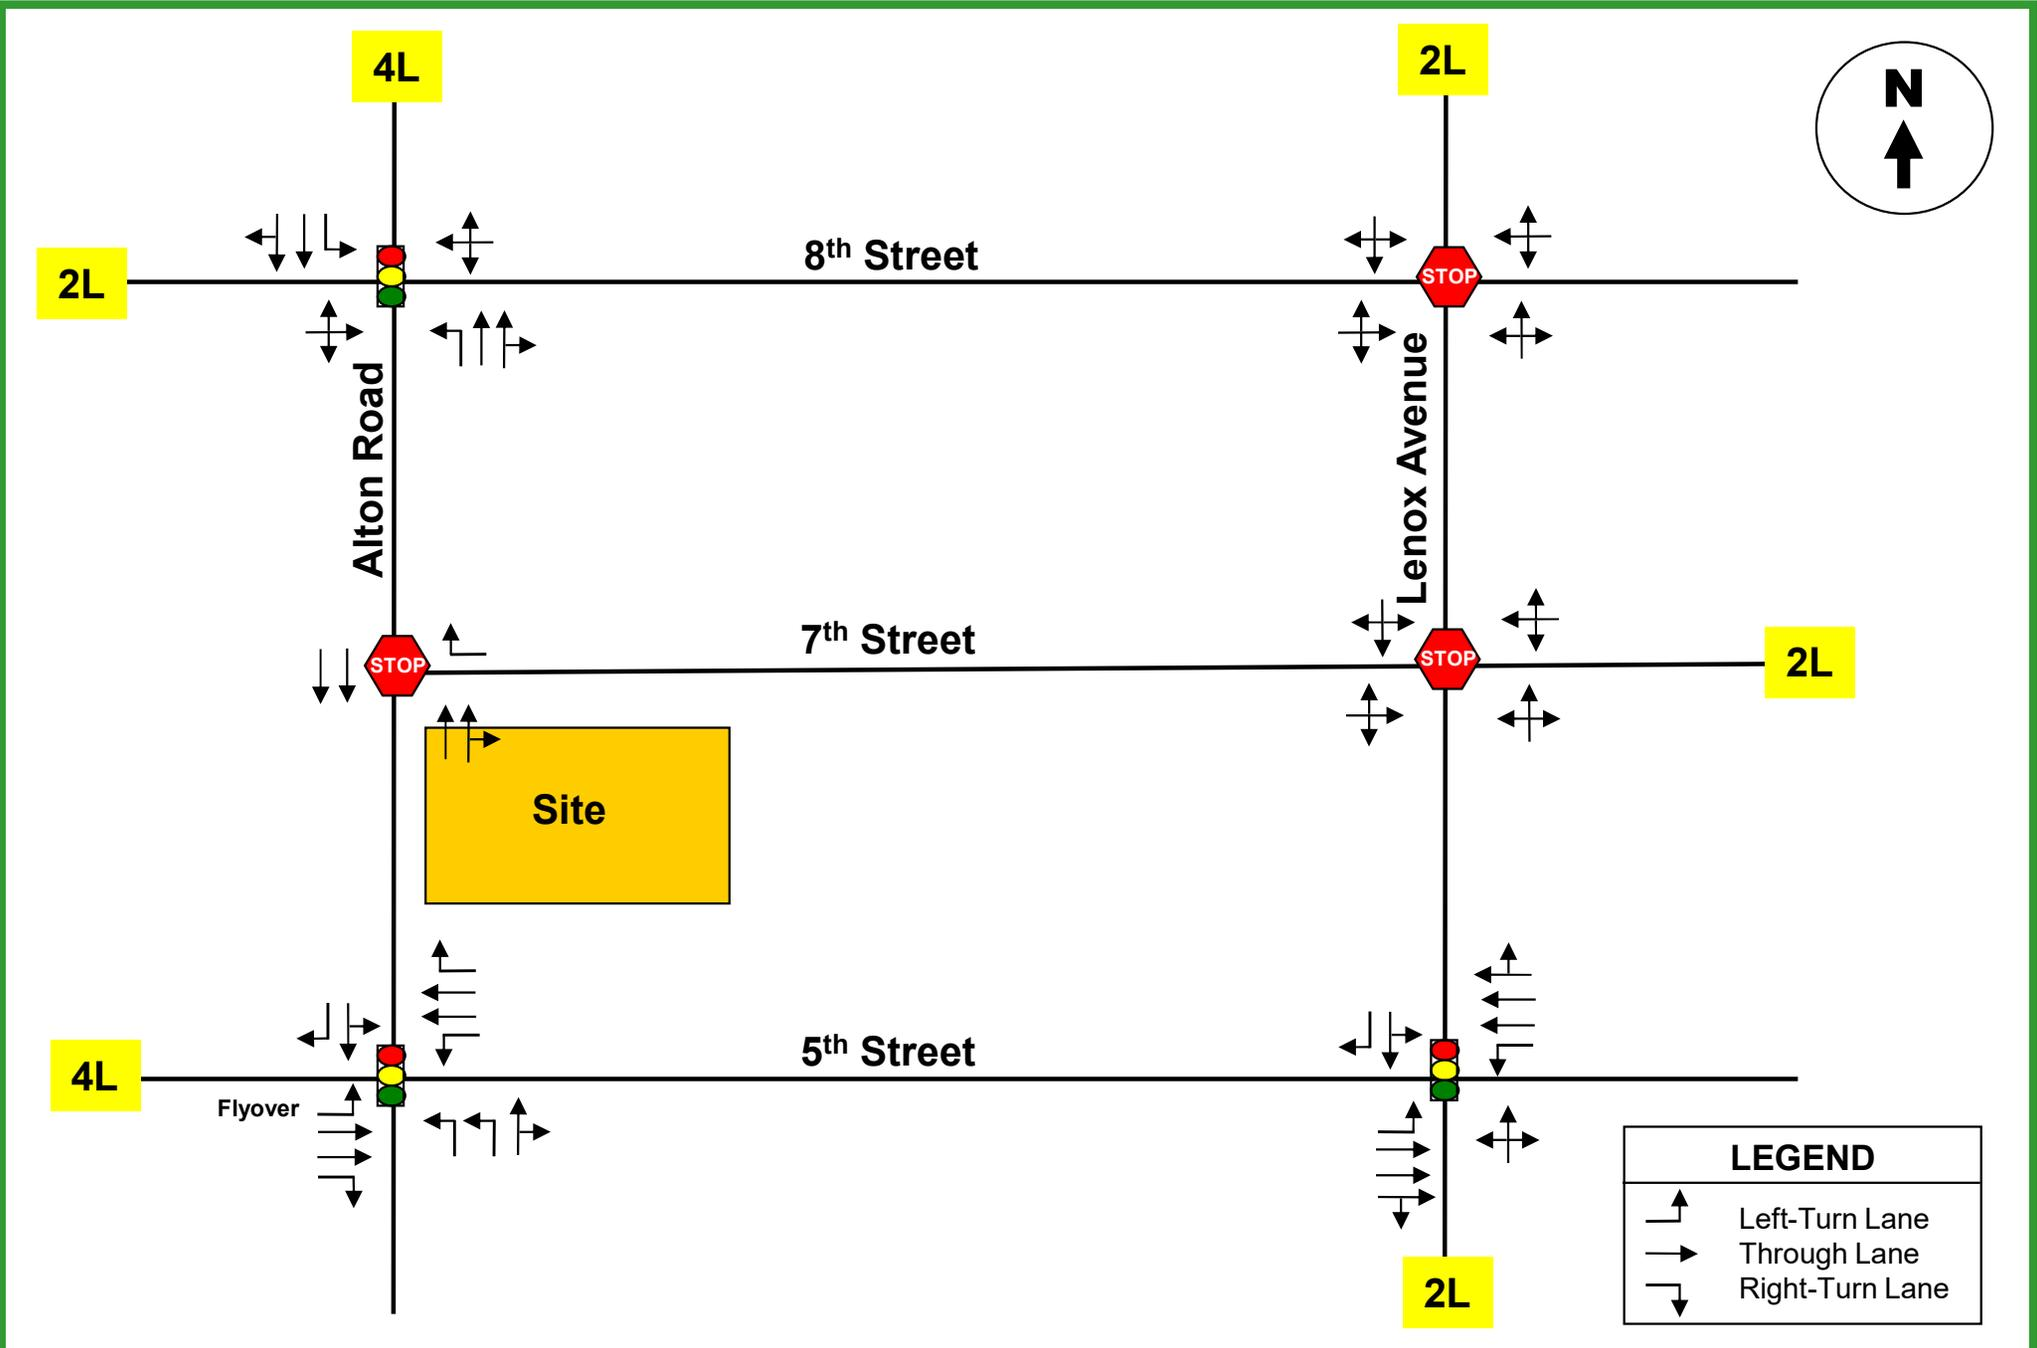 4L
2L
N
2L
8th Street
STOP
Alton Road
Lenox Avenue
STOP
7th Street
STOP
2L
Site
4L
5th Street
Flyover
LEGEND
Left-Turn Lane
Through Lane
Right-Turn Lane
2L